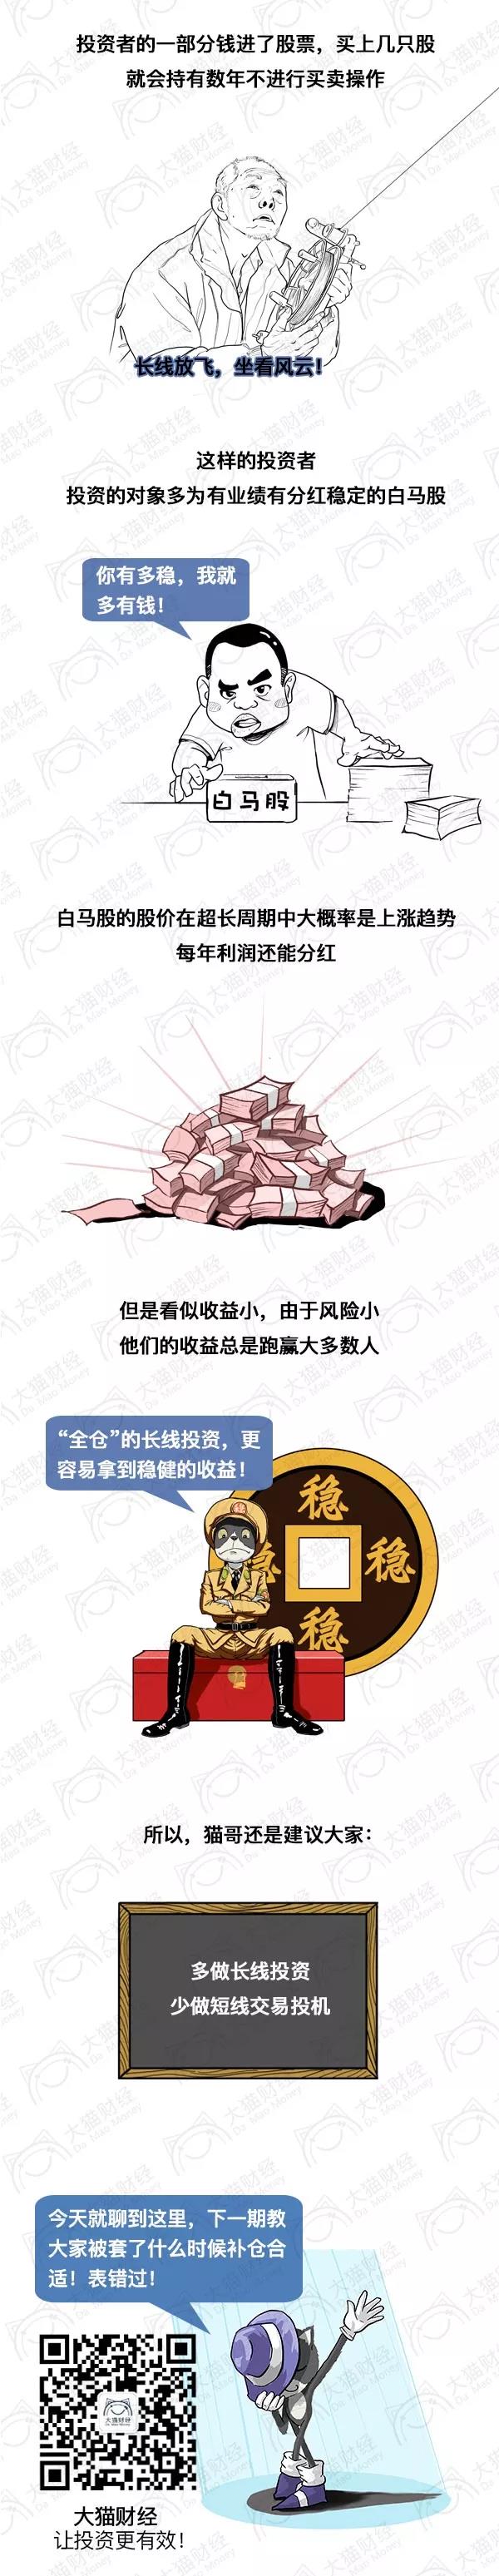 投资者的一部分钱进了股票，买上几只股
就会持有数年不进行买卖操作
长线放飞，坐看风云！
这样的投资者
投资的对象多为有业绩有分红稳定的白马股
你有多稳，我就
多有钱！
白马股
白马股的股价在超长周期中大概率是上涨趋势
每年利润还能分红
但是看似收益小，由于风险小
他们的收益总是跑赢大多数人
“全仓”的长线投资，更
容易拿到稳健的收益！
稳
稳
稳
稳
所以，猫哥还是建议大家：
多做长线投资
少做短线交易投机
今天就聊到这里，下一期教
大家被套了什么时候补仓合
适！表错过！
大猫财经
Da Mao Money
大猫财经
让投资更有效！